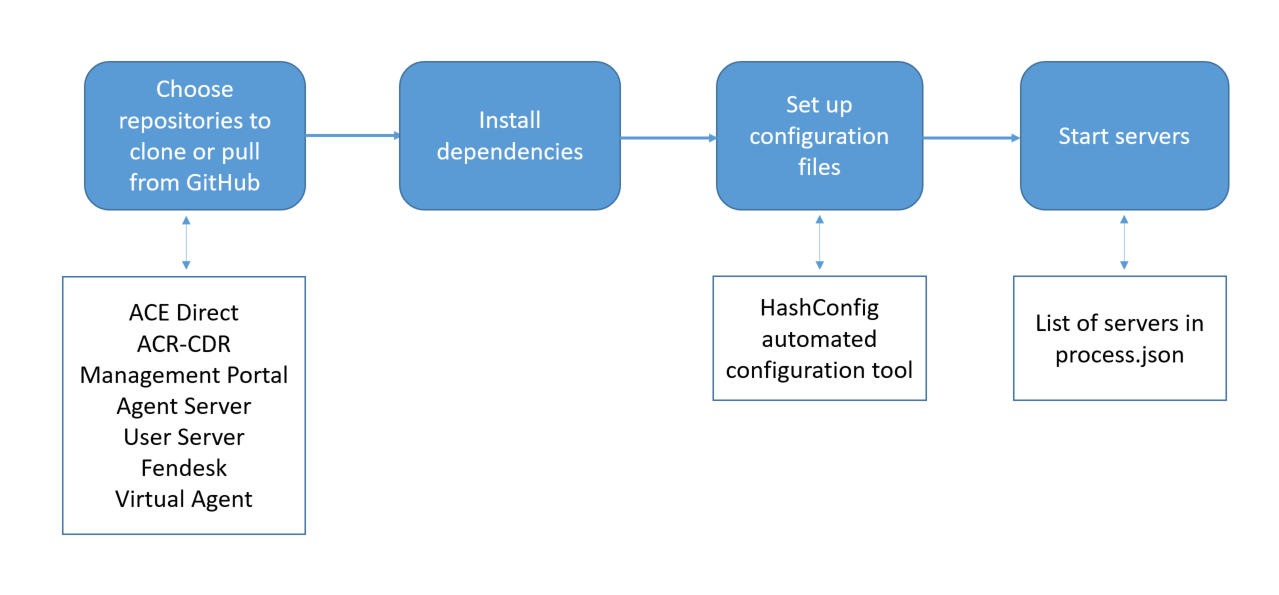 Choose
repositories to
clone or pull
from GitHub
Install
dependencies
Set up
configuration
files
Start servers
ACE Direct
ACR-CDR
Management Portal
Agent Server
User Server
Fendesk
Virtual Agent
HashConfig
automated
configuration tool
List of servers in
process.json